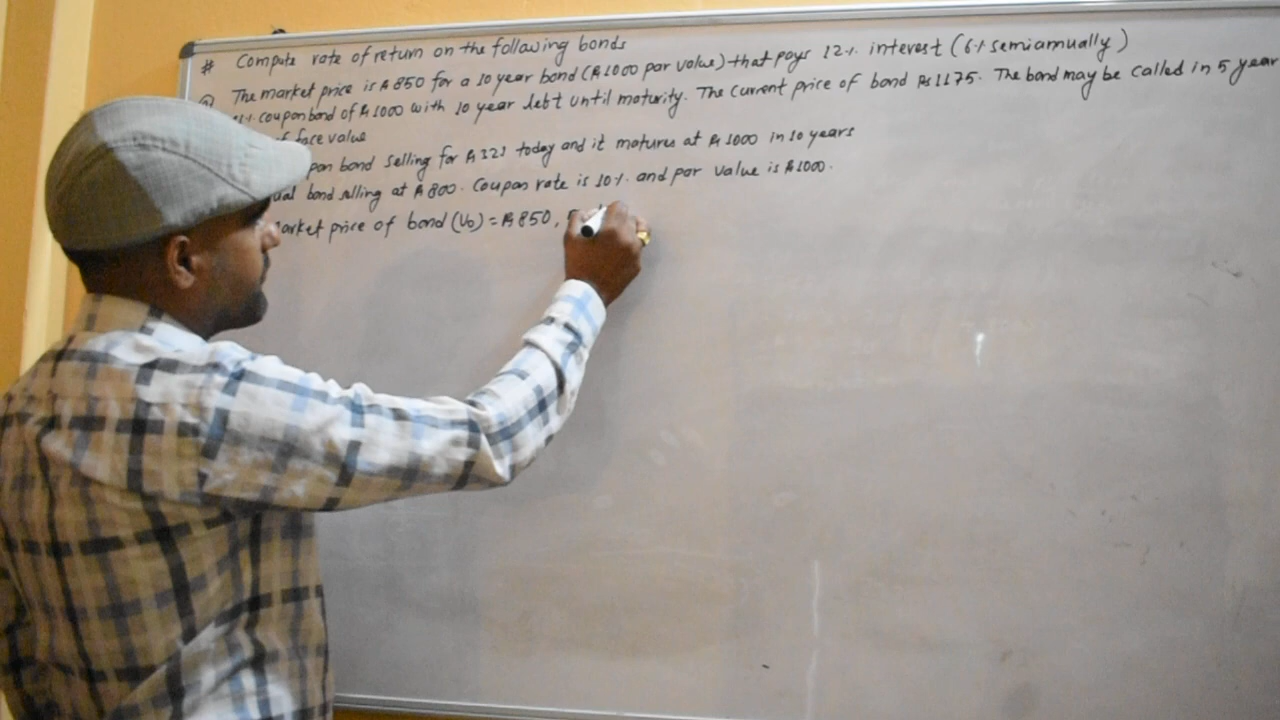 # Compute rate of return on the following bonds
The market price is Rs 850 for a 10 year bond (Rs 1000 par value) that pays 12% interest (6% semiannually)
% coupon bond of Rs 1000 with 10 year left until maturity. The current price of bond Rs 1175. The bond may be called in 5 year
of face value
bond selling for Rs 321 today and it matures at Rs 1000 in 10 years
bond selling at Rs 800. Coupon rate is 10% and par value is Rs 1000.
market price of bond (V0) = Rs 850,